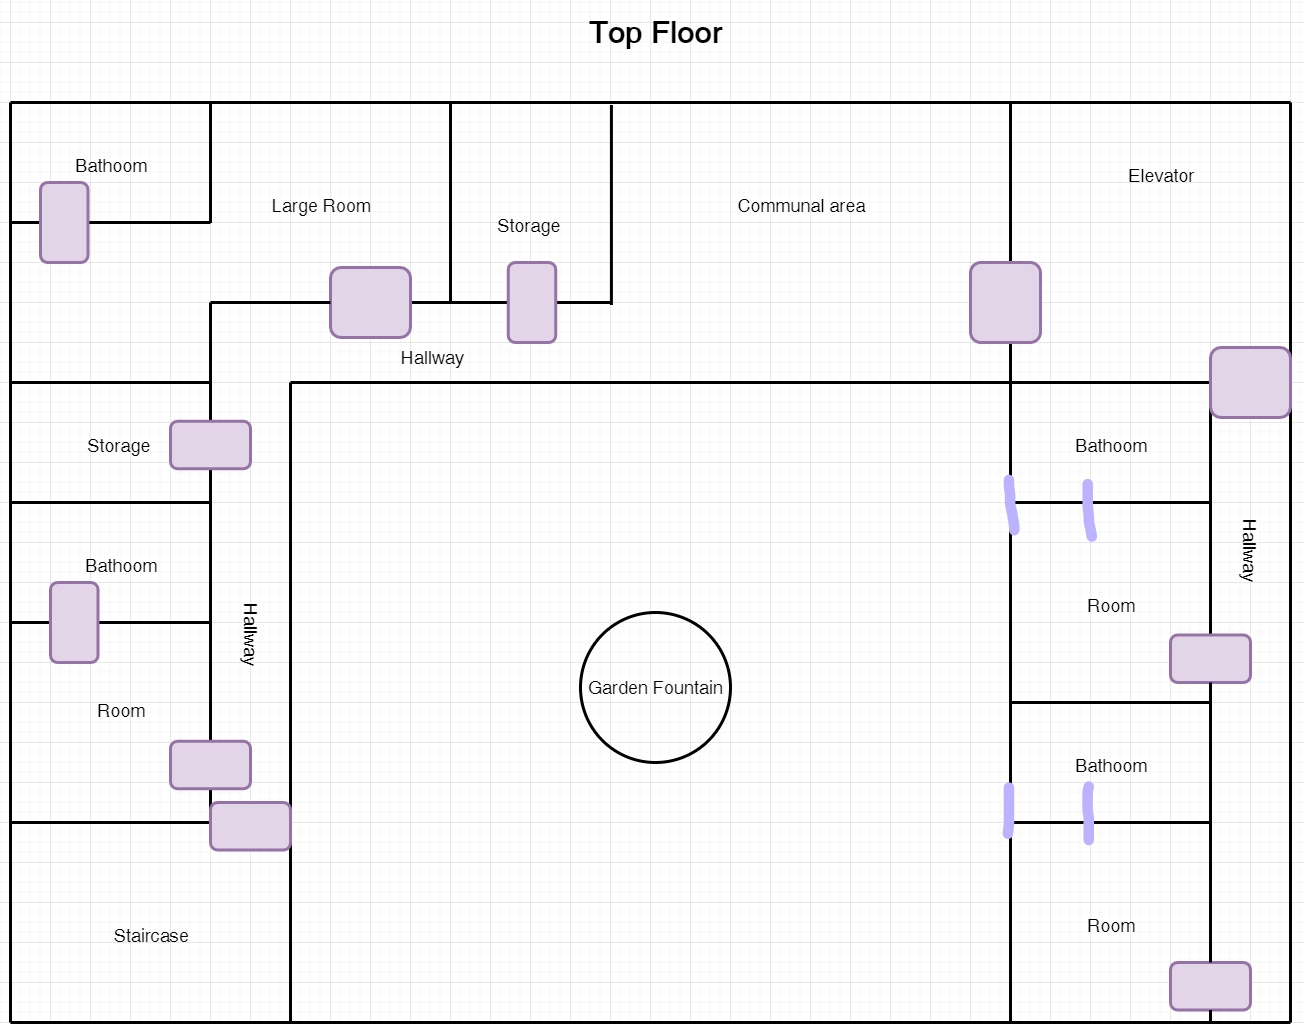 Top Floor
Bathoom
Elevator
Large Room
Communal area
Storage
Hallway
Storage
Bathoom
Hallway
Bathoom
Room
Hallway
Garden Fountain
Room
Bathoom
Room
Staircase